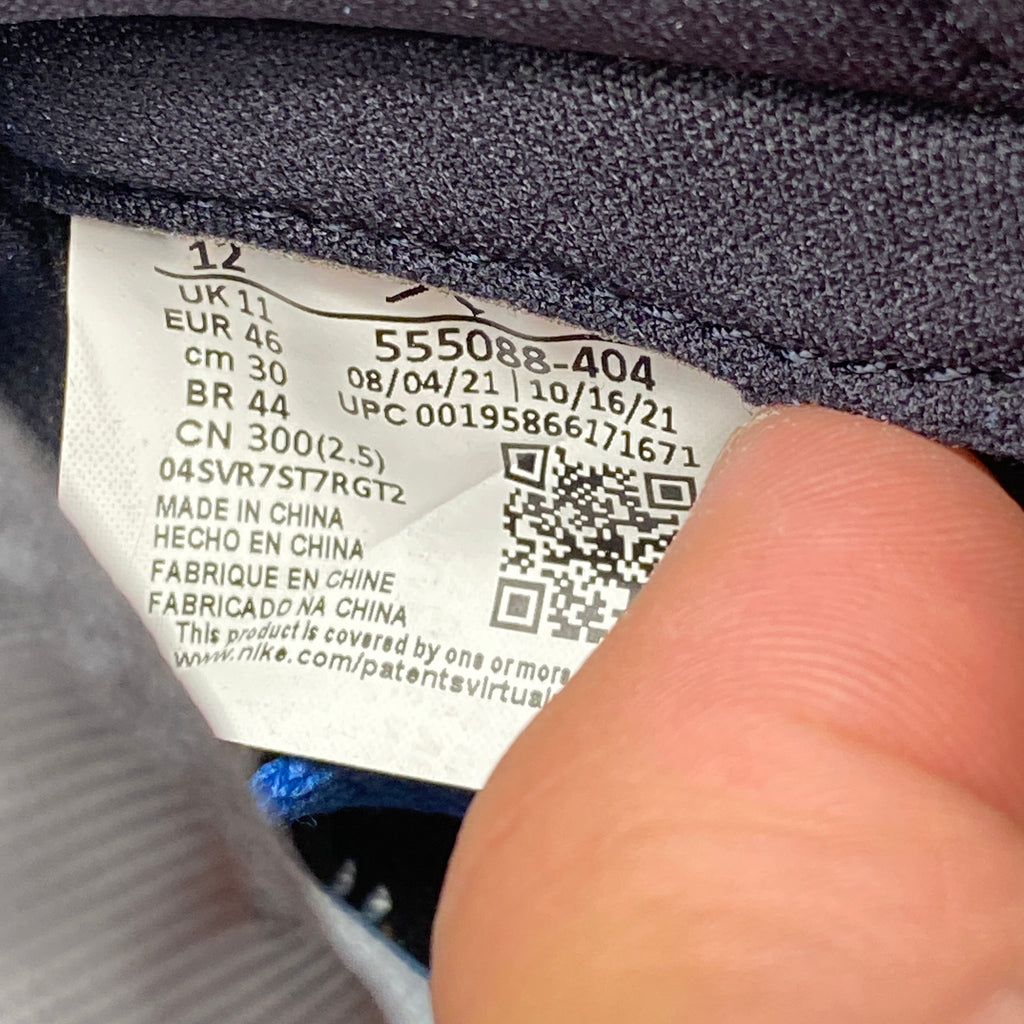 12
UK 11
EUR 46
cm 30
BR 44
CN 300(2.5)
555088-404
08/04/21 | 10/16/21
UPC 00195866171671
04SVR7ST7RGT2
MADE IN CHINA
HECHO EN CHINA
FABRIQUE EN CHINE
FABRICADO NA CHINA
This product is covered by one or more
www.nike.com/patentsvirtual